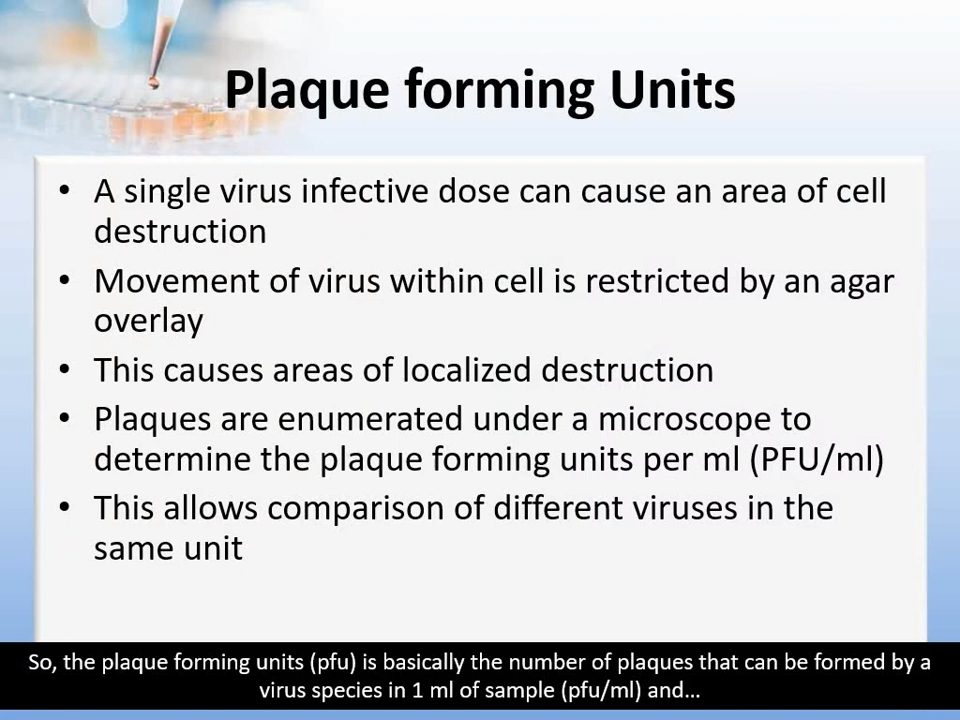 Plaque forming Units
• A single virus infective dose can cause an area of cell
destruction
• Movement of virus within cell is restricted by an agar
overlay
• This causes areas of localized destruction
• Plaques are enumerated under a microscope to
determine the plaque forming units per ml (PFU/ml)
• This allows comparison of different viruses in the
same unit
So, the plaque forming units (pfu) is basically the number of plaques that can be formed by a
virus species in 1 ml of sample (pfu/ml) and...